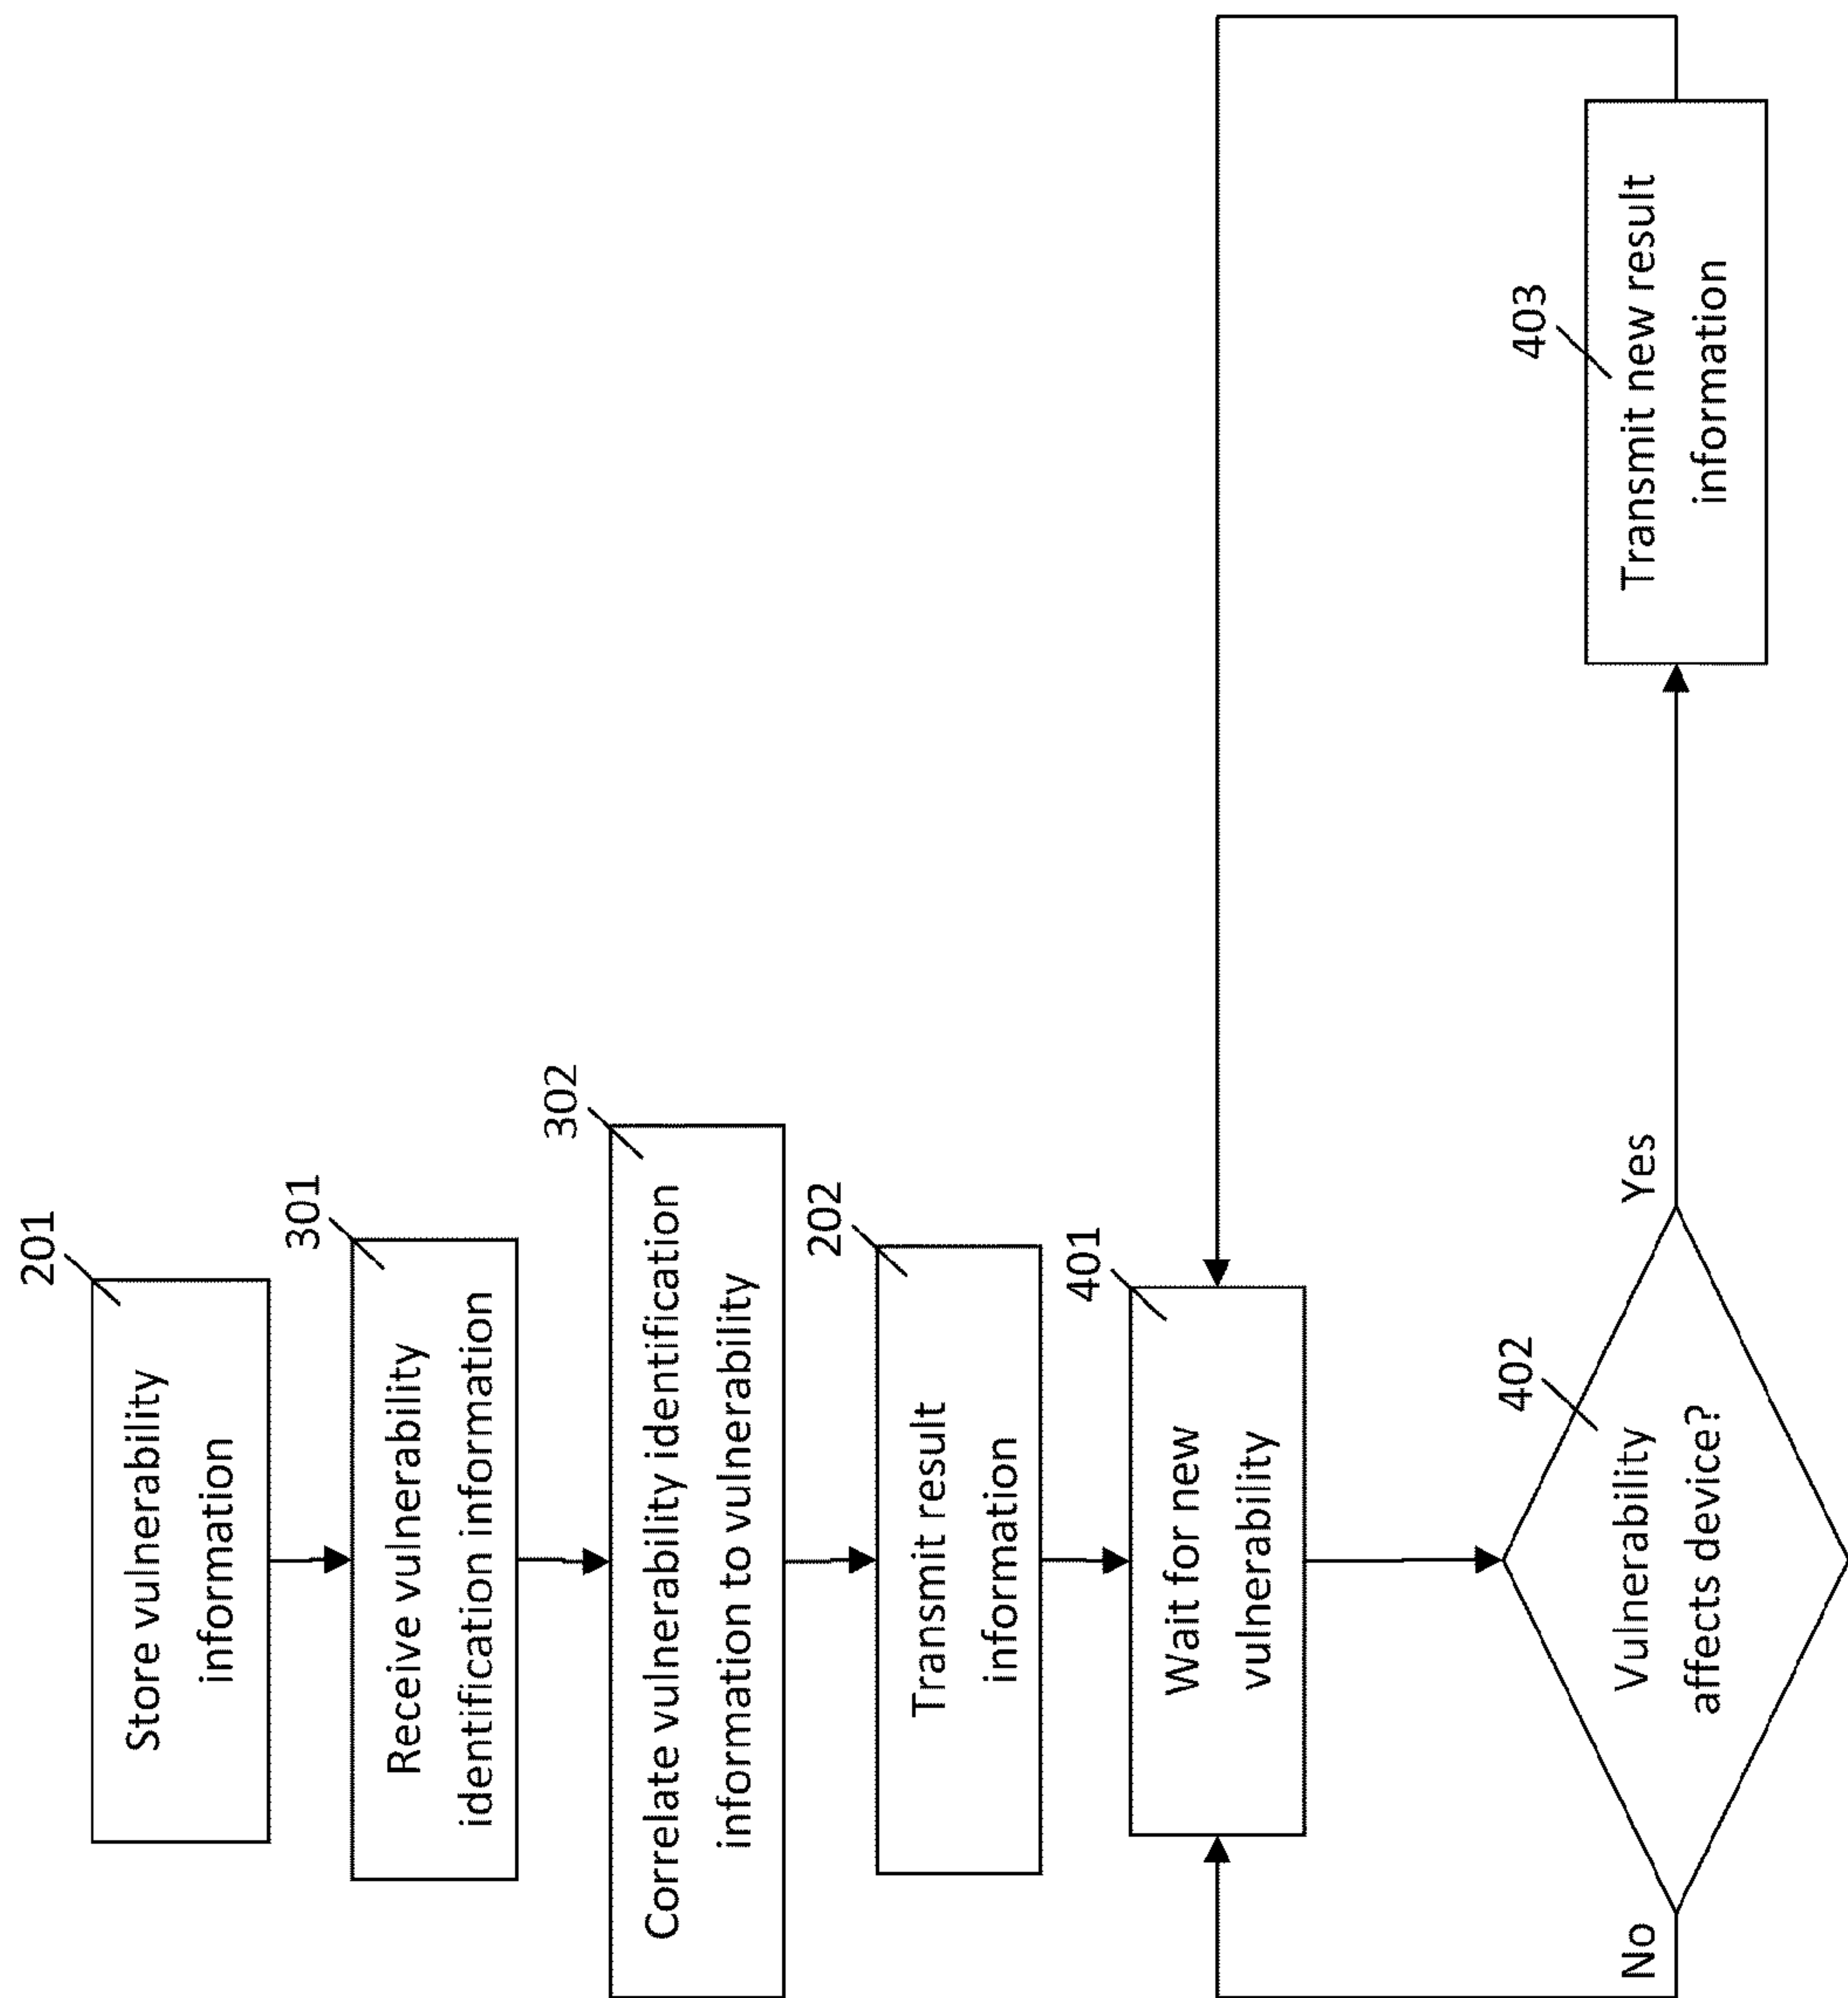 201
Store vulnerability
information
301
Receive vulnerability
identification information
302
Correlate vulnerability identification
information to vulnerability
202
Transmit result
information
401
Wait for new
vulnerability
402
Vulnerability
affects device?
No
Yes
403
Transmit new result
information